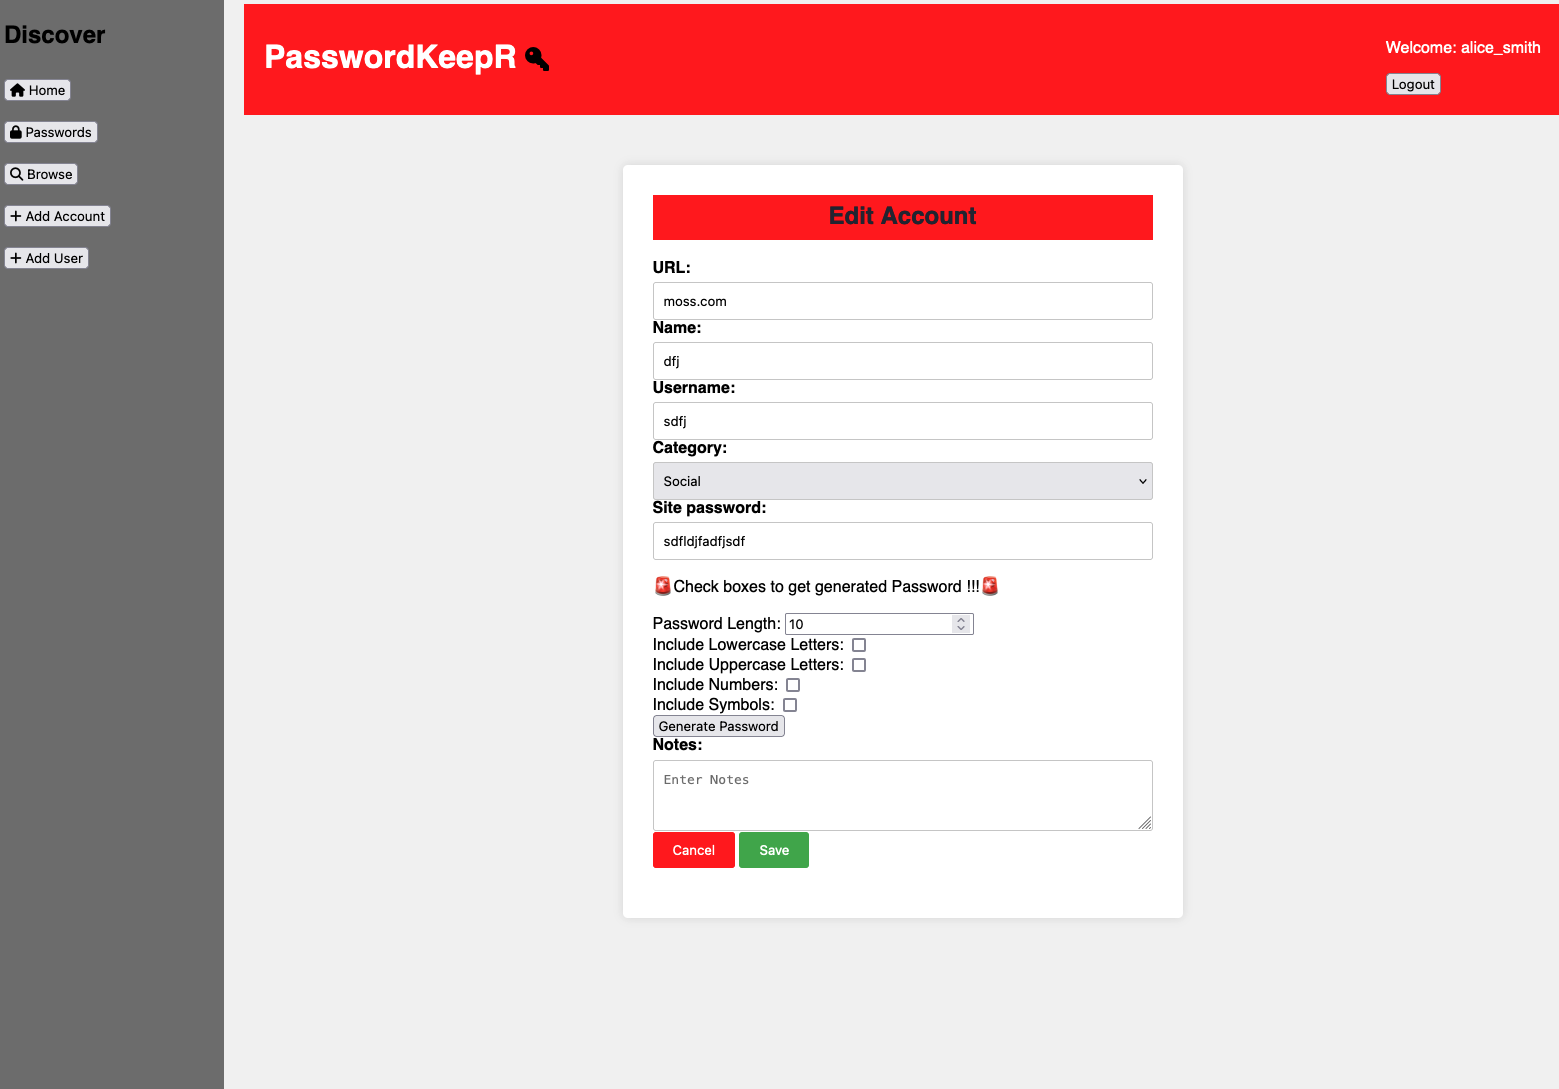 Discover
Home
Passwords
Browse
Add Account
Add User
PasswordKeepR
Welcome: alice_smith
Logout
Edit Account
URL:
moss.com
Name:
dfj
Username:
sdfj
Category:
Social
Site password:
sdfldjfadfjsdf
🚨Check boxes to get generated Password !!!🚨
Password Length: 10
Include Lowercase Letters:
Include Uppercase Letters:
Include Numbers:
Include Symbols:
Generate Password
Notes:
Enter Notes
Cancel Save